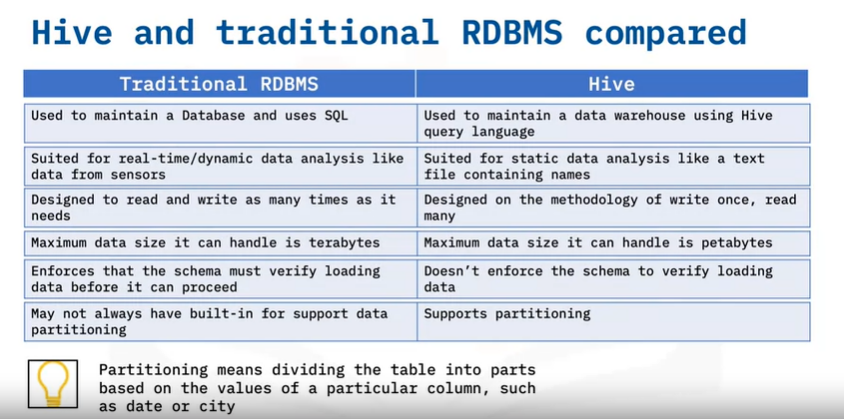 Hive and traditional RDBMS compared
Traditional RDBMS
Hive
Used to maintain a Database and uses SQL
Used to maintain a data warehouse using Hive
query language
Suited for real-time/dynamic data analysis like
data from sensors
Suited for static data analysis like a text
file containing names
Designed to read and write as many times as it
needs
Designed on the methodology of write once, read
many
Maximum data size it can handle is terabytes
Maximum data size it can handle is petabytes
Enforces that the schema must verify loading
data before it can proceed
Doesn't enforce the schema to verify loading
data
May not always have built-in for support data
partitioning
Supports partitioning
Partitioning means dividing the table into parts
based on the values of a particular column, such
as date or city